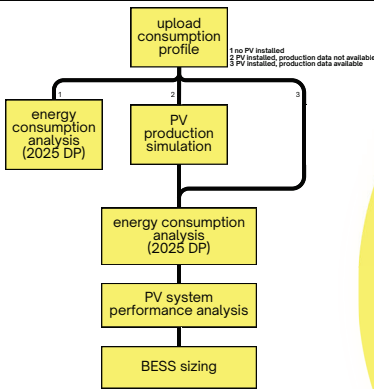 upload
consumption
profile
1 no PV installed
2 PV installed, production data not available
3 PV installed, production data available
1
2
3
energy
consumption
analysis
(2025 DP)
PV
production
simulation
energy consumption
analysis
(2025 DP)
PV system
performance analysis
BESS sizing